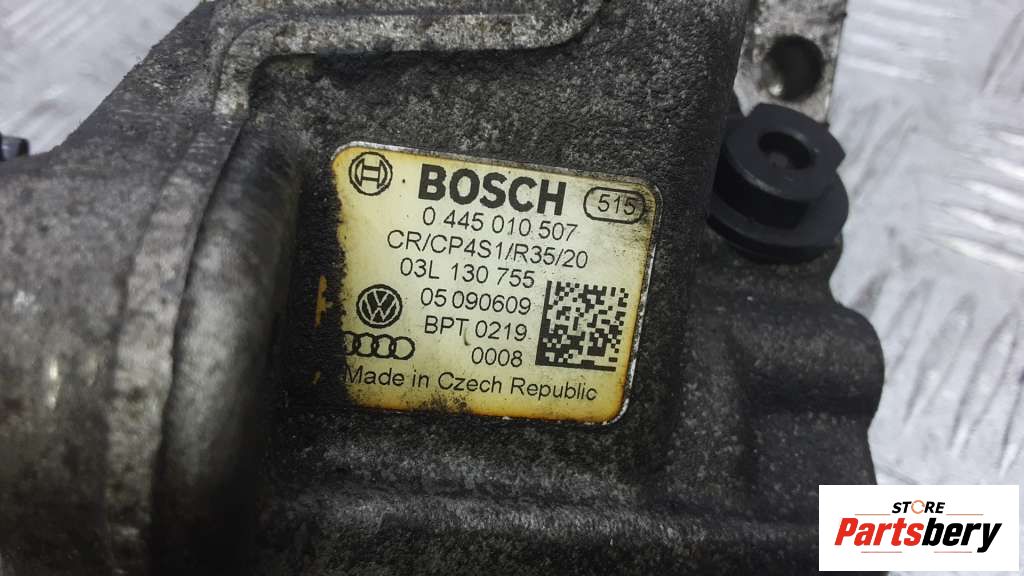 BOSCH 515
0 445 010 507
CR/CP4S1/R35/20
03L 130 755
05 090609
BPT 0219
0008
Made in Czech Republic
STORE
Partsbery